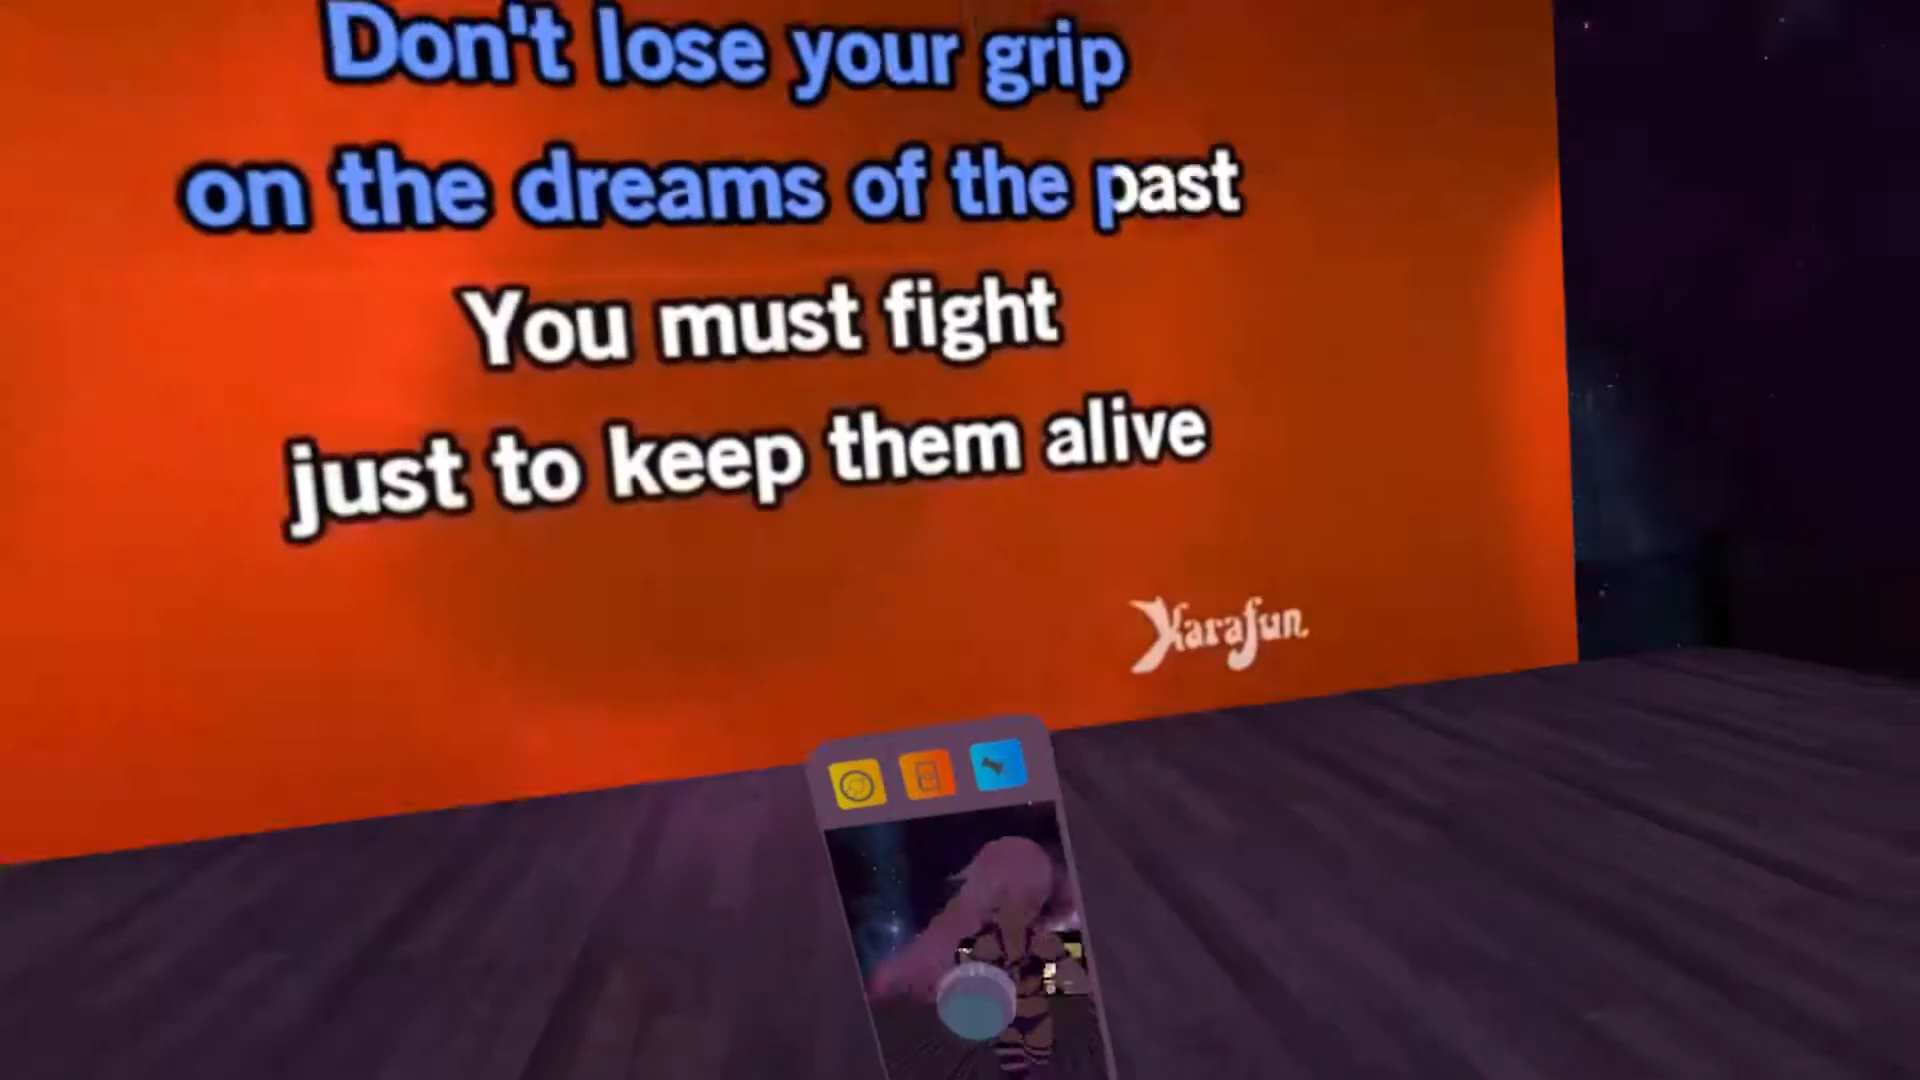 Don't lose your grip
on the dreams of the past
You must fight
just to keep them alive
Karafun